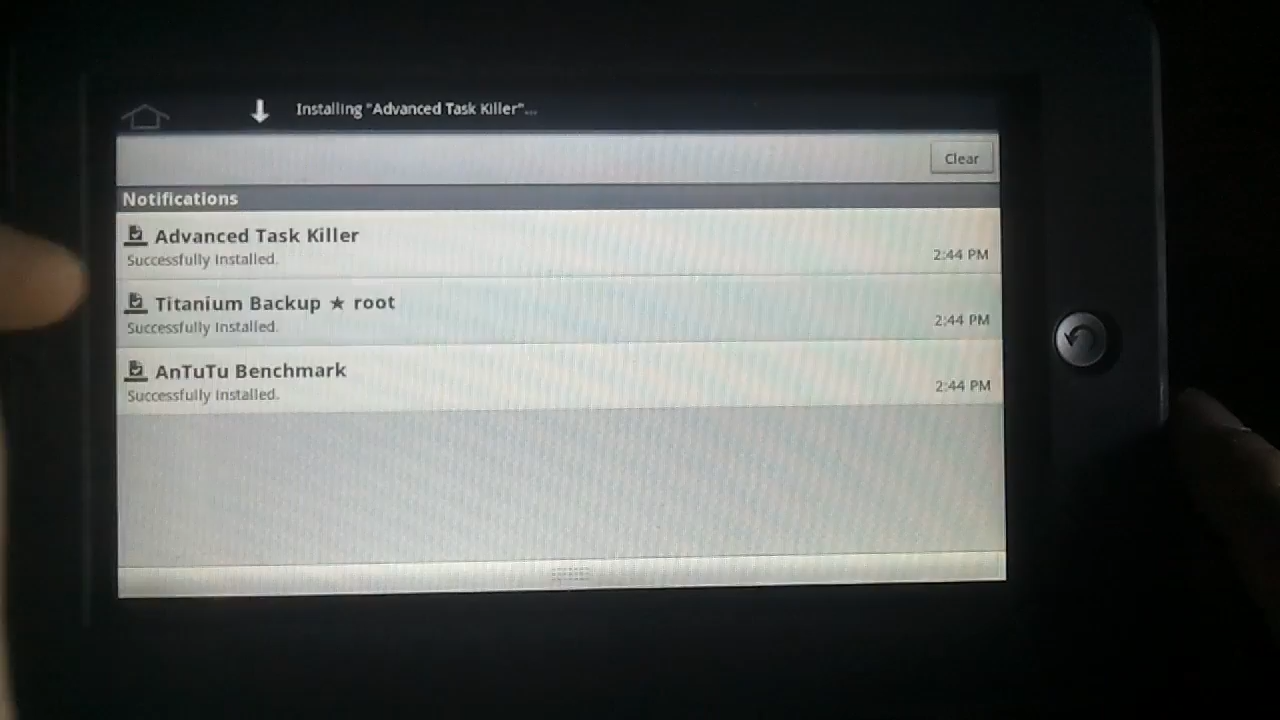 Installing "Advanced Task Killer"...
Clear
Notifications
Advanced Task Killer
Successfully installed.
2:44 PM
Titanium Backup ★ root
Successfully installed.
2:44 PM
AnTuTu Benchmark
Successfully installed.
2:44 PM